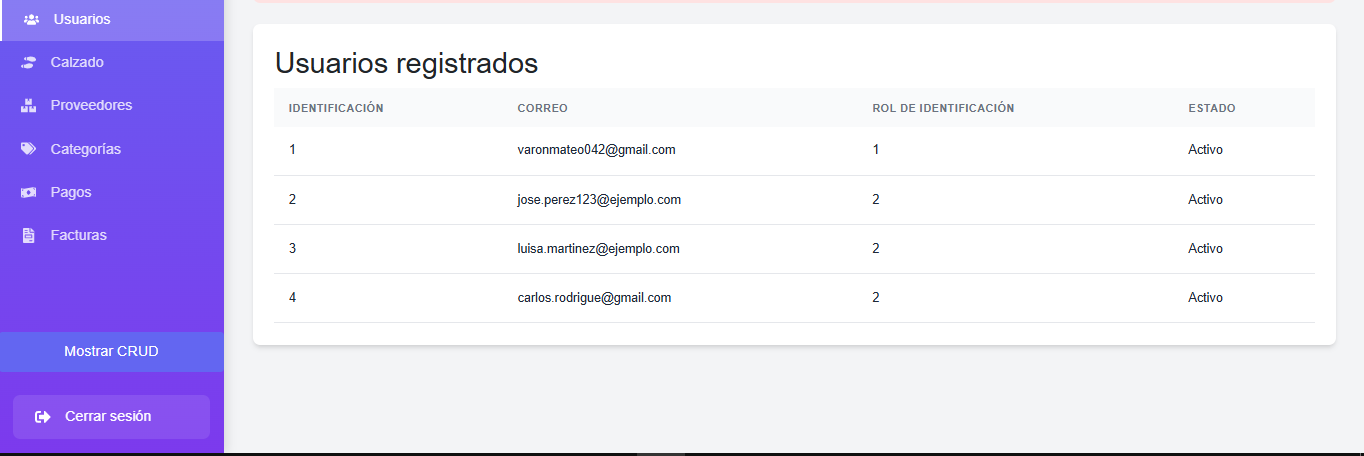 Usuarios
Calzado
Proveedores
Categorías
Pagos
Facturas
Mostrar CRUD
Cerrar sesión
Usuarios registrados
IDENTIFICACIÓN CORREO ROL DE IDENTIFICACIÓN ESTADO
1 varonmateo042@gmail.com 1 Activo
2 jose.perez123@ejemplo.com 2 Activo
3 luisa.martinez@ejemplo.com 2 Activo
4 carlos.rodrigue@gmail.com 2 Activo